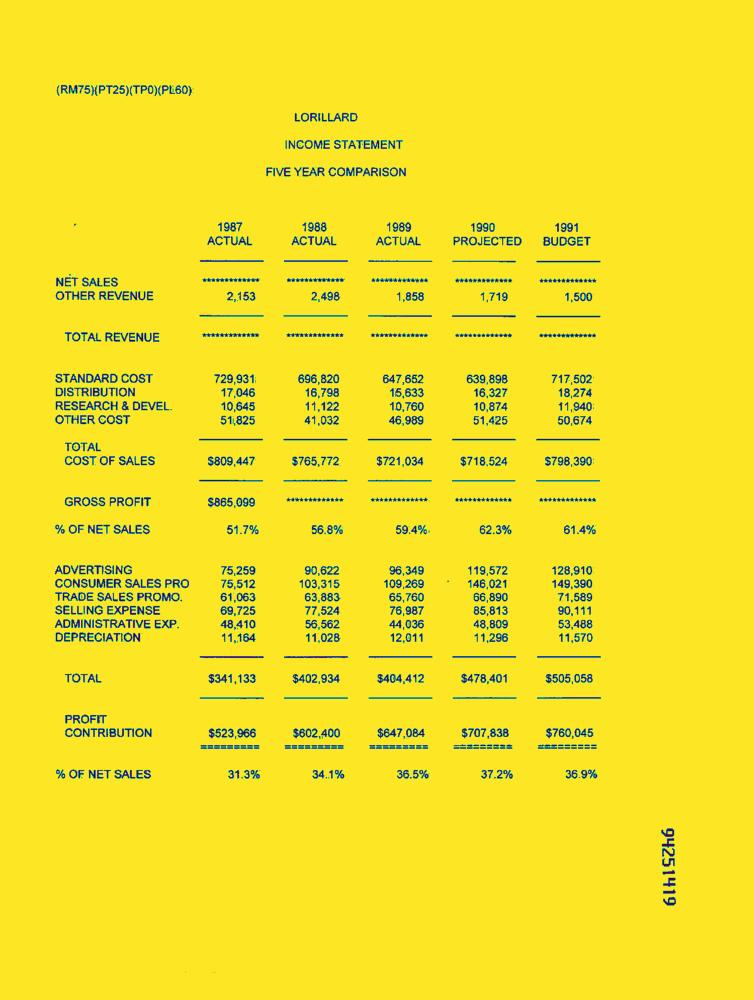 (RM75)(PT25)(TP0)(PL60)
LORILLARD
INCOME STATEMENT
FIVE YEAR COMPARISON
1987 1988 1989 1990 1991
ACTUAL ACTUAL ACTUAL PROJECTED BUDGET
NET SALES ************* ************* ************* ************* *************
OTHER REVENUE 2,153 2,498 1,858 1,719 1,500
TOTAL REVENUE ************* ************* ************* ************* *************
STANDARD COST 729,931 696,820 647,652 639,898 717,502
DISTRIBUTION 17,046 16,798 15,633 16,327 18,274
RESEARCH & DEVEL. 10,645 11,122 10,760 10,874 11,940
OTHER COST 51,825 41,032 46,989 51,425 50,674
TOTAL
COST OF SALES $809,447 $765,772 $721,034 $718,524 $798,390
GROSS PROFIT $865,099 ************* ************* ************* *************
% OF NET SALES 51.7% 56.8% 59.4% 62.3% 61.4%
ADVERTISING 75,259 90,622 96,349 119,572 128,910
CONSUMER SALES PRO 75,512 103,315 109,269 146,021 149,390
TRADE SALES PROMO. 61,063 63,883 65,760 66,890 71,589
SELLING EXPENSE 69,725 77,524 76,987 85,813 90,111
ADMINISTRATIVE EXP. 48,410 56,562 44,036 48,809 53,488
DEPRECIATION 11,164 11,028 12,011 11,296 11,570
TOTAL $341,133 $402,934 $404,412 $478,401 $505,058
PROFIT
CONTRIBUTION $523,966 $602,400 $647,084 $707,838 $760,045
========= ========= ========= ========= =========
% OF NET SALES 31.3% 34.1% 36.5% 37.2% 36.9%
94251419